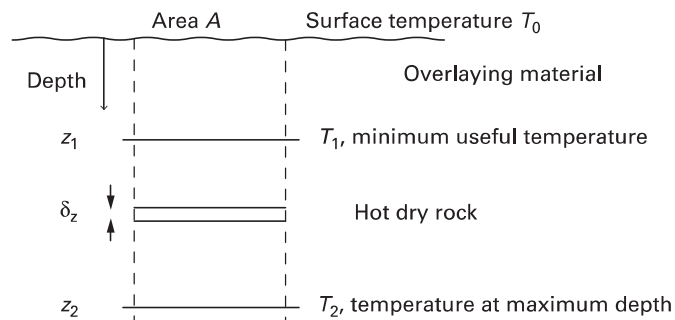 Area A Surface temperature T₀
Depth Overlaying material
z₁ T₁, minimum useful temperature
δz Hot dry rock
z₂ T₂, temperature at maximum depth